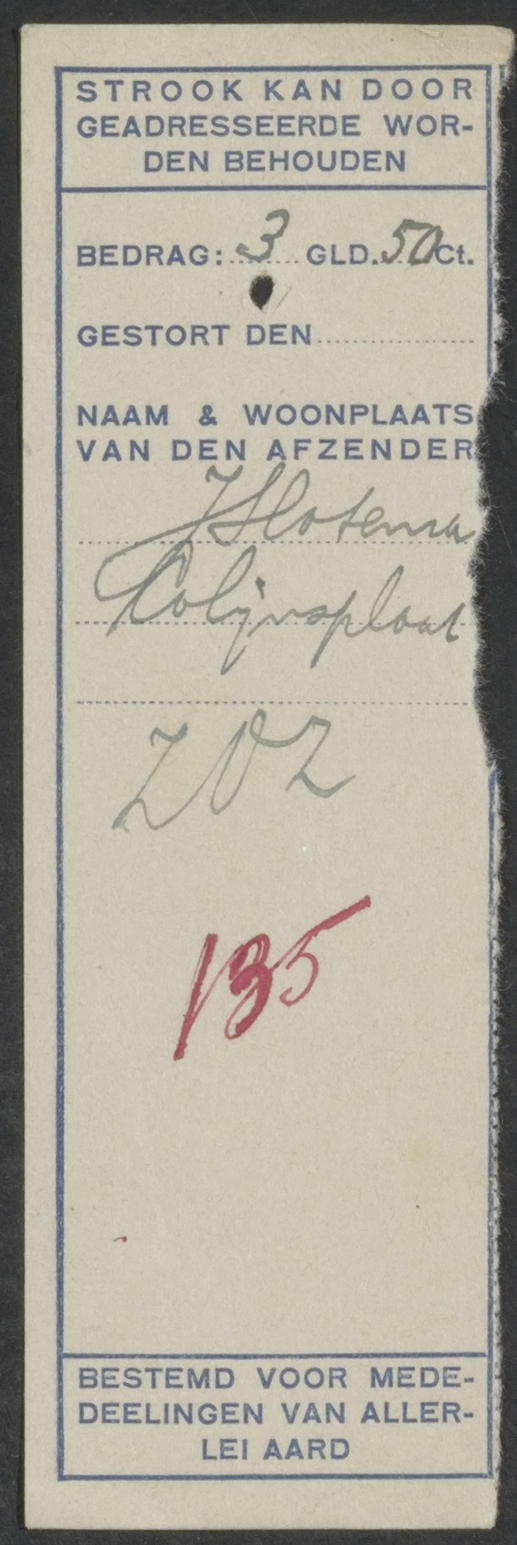 STROOK KAN DOOR
GEADRESSEERDE WOR-
DEN BEHOUDEN
BEDRAG: 3 GLD. 50 Ct.
GESTORT DEN
NAAM & WOONPLAATS
VAN DEN AFZENDER
J Slotema
Colijnsplaat
ZOZ
135
BESTEMD VOOR MEDE-
DEELINGEN VAN ALLER-
LEI AARD